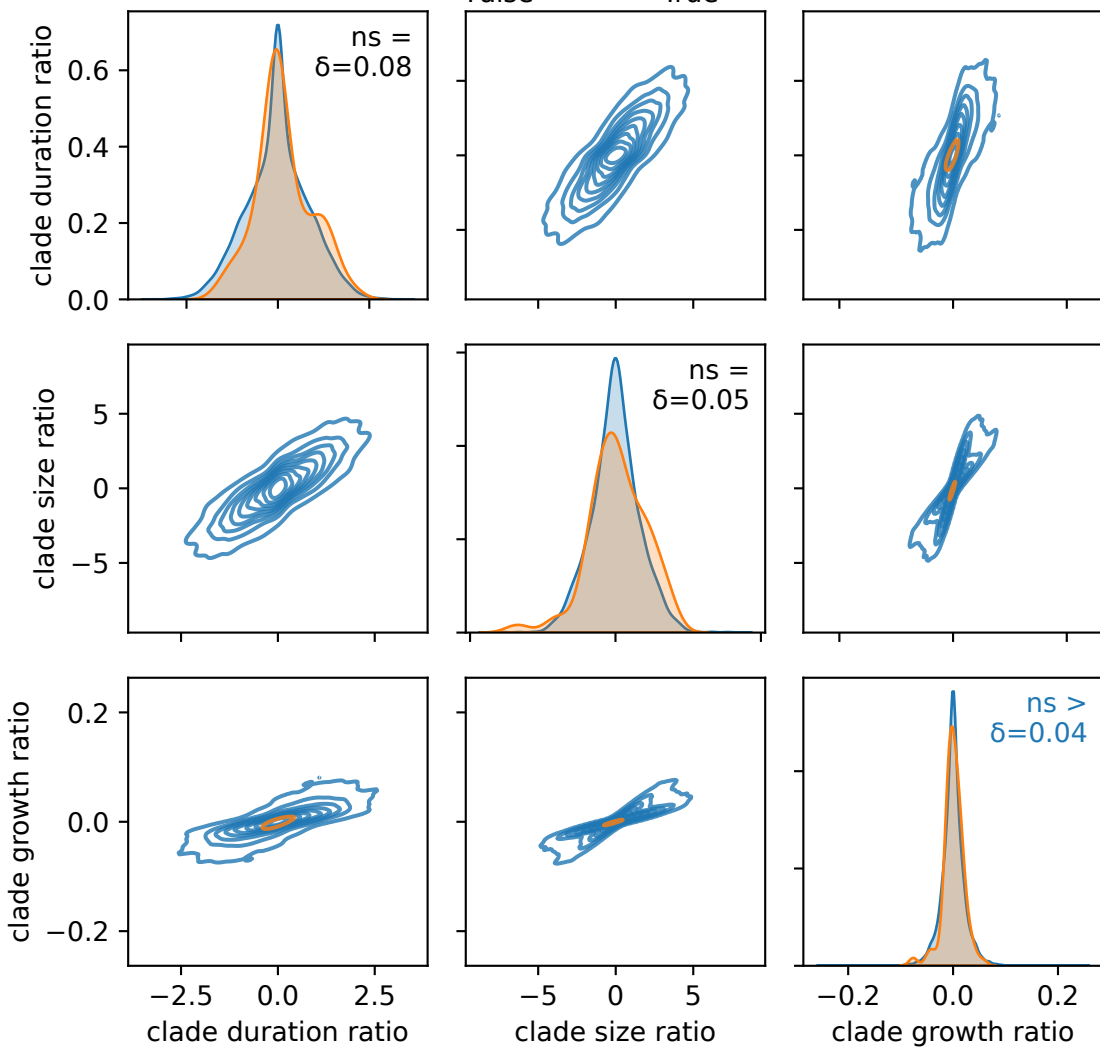 clade duration ratio
0.6
0.4
0.2
0.0
ns =
δ=0.08
clade size ratio
5
0
−5
ns =
δ=0.05
clade growth ratio
0.2
0.0
−0.2
ns >
δ=0.04
−2.5 0.0 2.5
clade duration ratio
−5 0 5
clade size ratio
−0.2 0.0 0.2
clade growth ratio